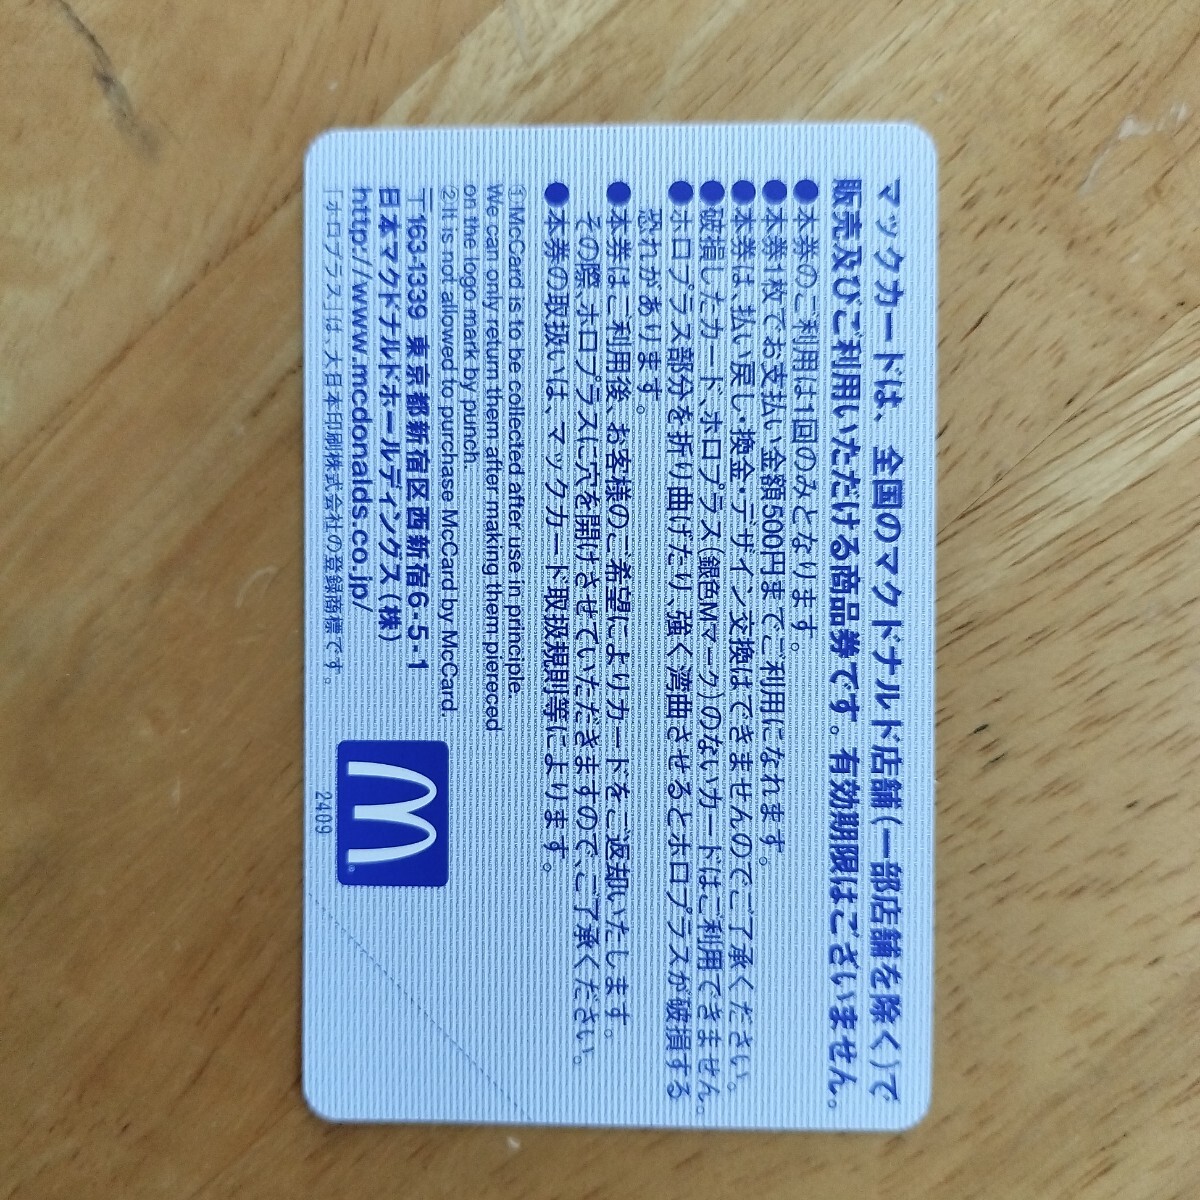 マックカードは、全国のマクドナルド店舗(一部店舗を除く)で
販売及びご利用いただける商品券です。有効期限はございません。
●本券のご利用は1回のみとなります。
●本券1枚でお支払い金額500円までご利用になれます。
●本券は、払い戻し・換金・デザイン交換はできませんのでご了承ください。
●破損したカード、ホロプラス(銀色Mマーク)のないカードはご利用できません。
●ホロプラス部分を折り曲げたり、強く湾曲させるとホロプラスが破損する
恐れがあります。
●本券はご利用後、お客様のご希望によりカードをご返却いたします。
その際、ホロプラスに穴を開けさせていただきますので、ご了承ください。
●本券の取扱いは、マックカード取扱規則等によります。
①McCard is to be collected after use in principle.
We can only return them after making them piereced
on the logo mark by punch.
②It is not allowed to purchase McCard by McCard.
〒163-1339 東京都新宿区西新宿6-5-1
日本マクドナルドホールディングス(株)
http://www.mcdonalds.co.jp/
「ホロプラス」は、大日本印刷株式会社の登録商標です。
2409